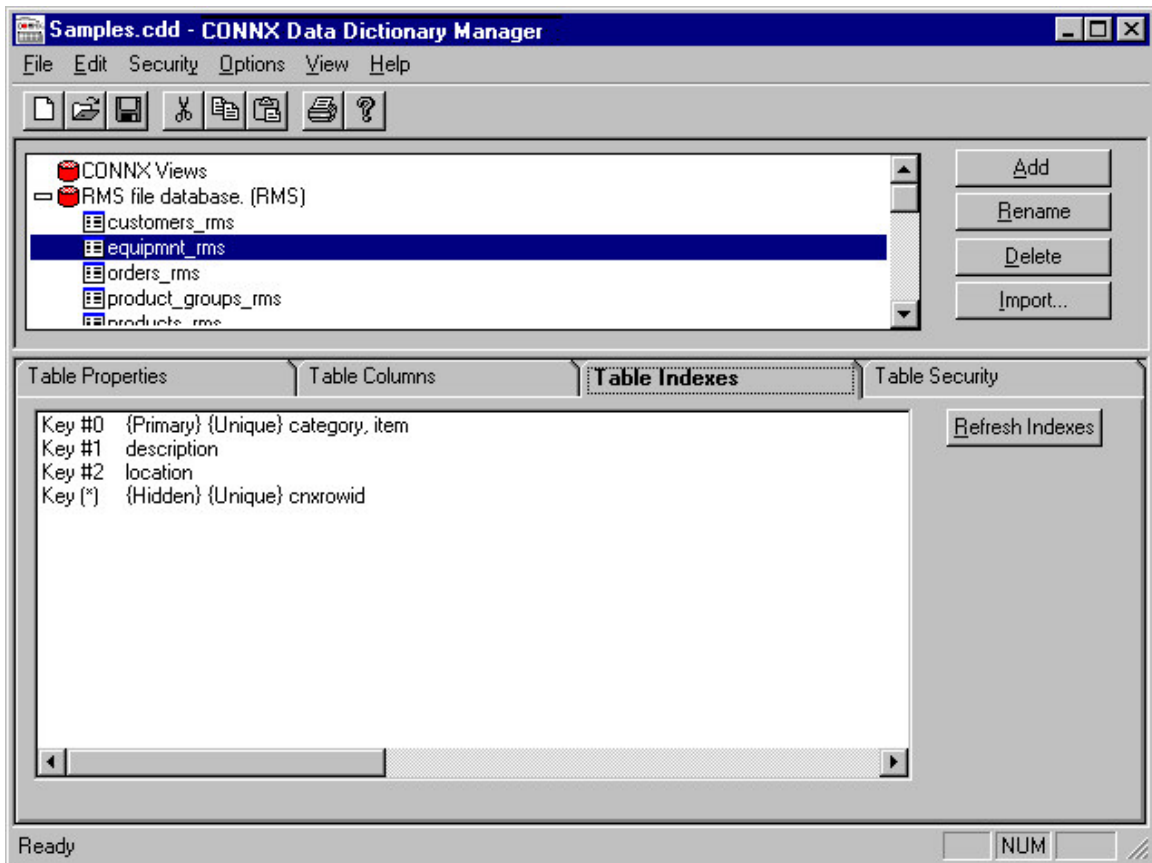 Samples.cdd - CONNX Data Dictionary Manager
File Edit Security Options View Help
CONNX Views
Add
RMS file database. (RMS)
Rename
customers_rms
equipmnt_rms
Delete
orders_rms
product_groups_rms
Import...
products_rms
Table Properties Table Columns Table Indexes Table Security
Key #0 {Primary} {Unique} category, item
Refresh Indexes
Key #1 description
Key #2 location
Key (*) {Hidden} {Unique} cnxrowid
Ready
NUM